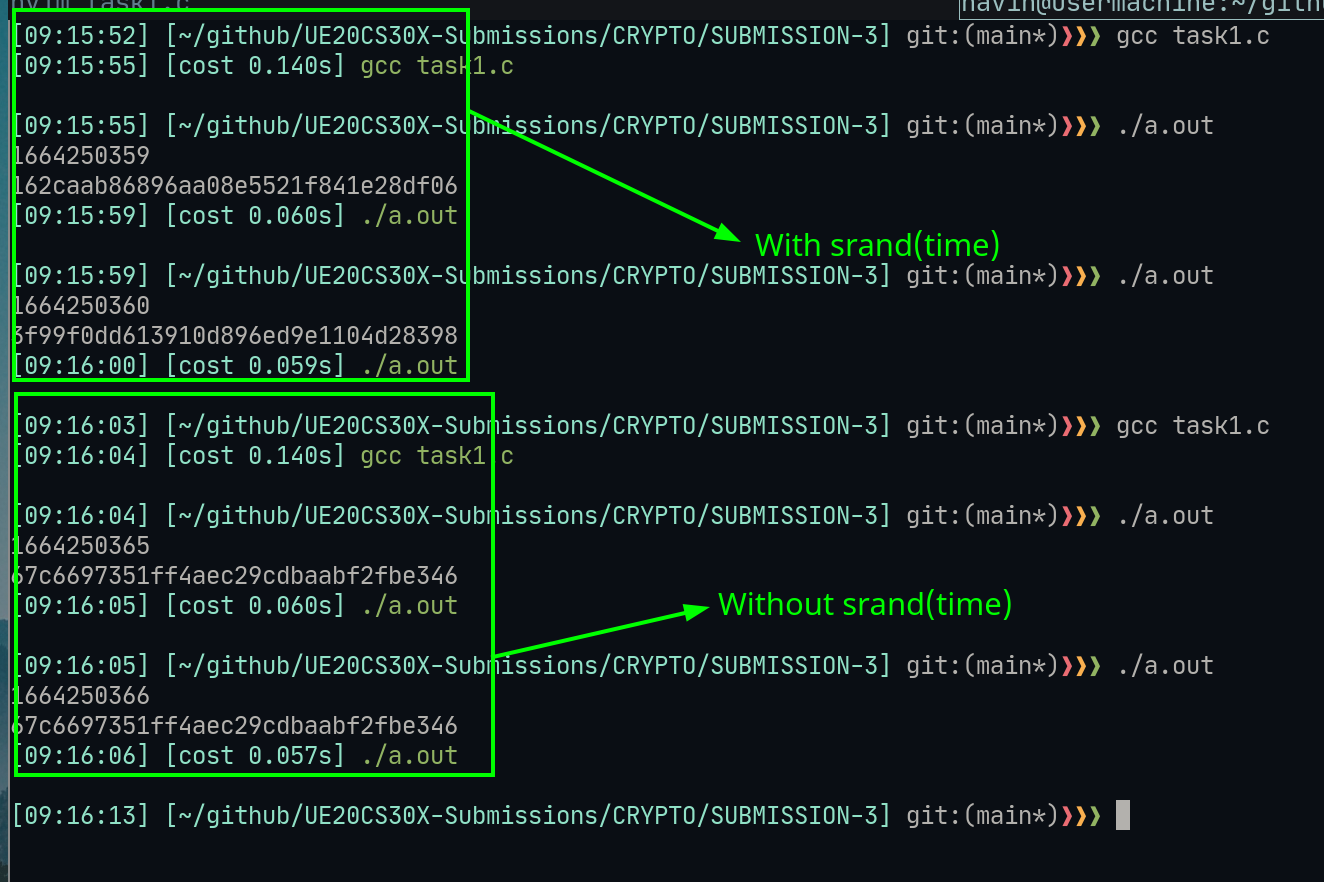 nvim task1.c
navin@Usermachine:~/gith
[09:15:52] [~/github/UE20CS30X-Submissions/CRYPTO/SUBMISSION-3] git:(main*)❯❯❯ gcc task1.c
[09:15:55] [cost 0.140s] gcc task1.c
[09:15:55] [~/github/UE20CS30X-Submissions/CRYPTO/SUBMISSION-3] git:(main*)❯❯❯ ./a.out
1664250359
162caab86896aa08e5521f841e28df06
[09:15:59] [cost 0.060s] ./a.out
With srand(time)
[09:15:59] [~/github/UE20CS30X-Submissions/CRYPTO/SUBMISSION-3] git:(main*)❯❯❯ ./a.out
1664250360
3f99f0dd613910d896ed9e1104d28398
[09:16:00] [cost 0.059s] ./a.out
[09:16:03] [~/github/UE20CS30X-Submissions/CRYPTO/SUBMISSION-3] git:(main*)❯❯❯ gcc task1.c
[09:16:04] [cost 0.140s] gcc task1.c
[09:16:04] [~/github/UE20CS30X-Submissions/CRYPTO/SUBMISSION-3] git:(main*)❯❯❯ ./a.out
1664250365
67c6697351ff4aec29cdbaabf2fbe346
[09:16:05] [cost 0.060s] ./a.out
Without srand(time)
[09:16:05] [~/github/UE20CS30X-Submissions/CRYPTO/SUBMISSION-3] git:(main*)❯❯❯ ./a.out
1664250366
67c6697351ff4aec29cdbaabf2fbe346
[09:16:06] [cost 0.057s] ./a.out
[09:16:13] [~/github/UE20CS30X-Submissions/CRYPTO/SUBMISSION-3] git:(main*)❯❯❯